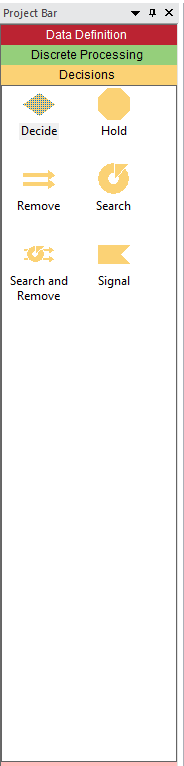 Project Bar
Data Definition
Discrete Processing
Decisions
Decide
Hold
Remove
Search
Search and
Remove
Signal